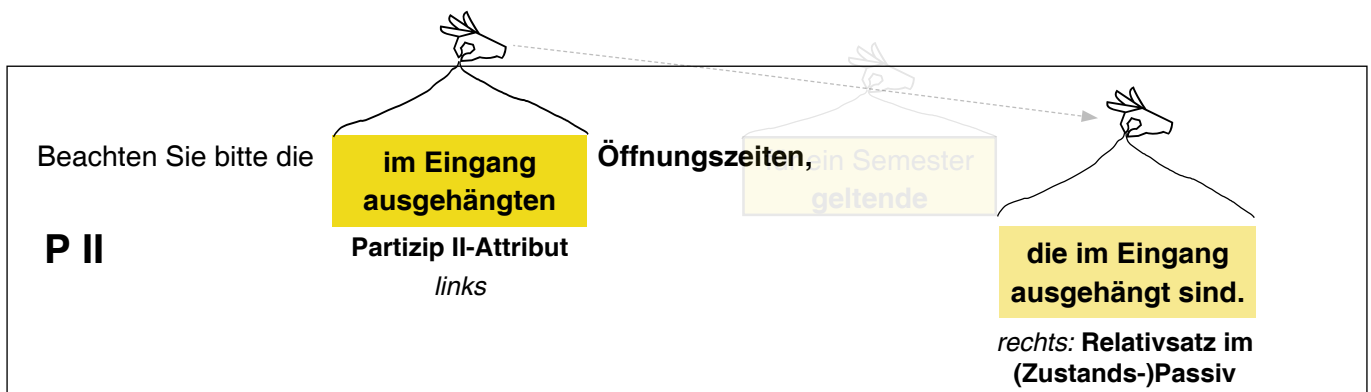 Beachten Sie bitte die im Eingang Öffnungszeiten, ein Semester
ausgehängten geltende
P II
Partizip II-Attribut
links
die im Eingang
ausgehängt sind.
rechts: Relativsatz im
(Zustands-)Passiv